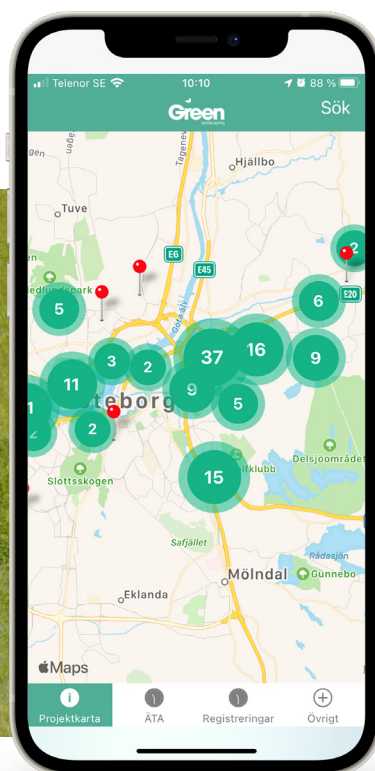 Telenor SE
10:10
88 %
Green
Sök
Hjällbo
Tuve
E6
E45
2
5
6
E20
37
16
3
2
9
11
9
5
teborg
2
Slottsskogen
15
Delsjöområdet
Safjället
Rådasjön
Mölndal
Gunnebo
Eklanda
Maps
Projektkarta
ÄTA
Registreringar
Övrigt